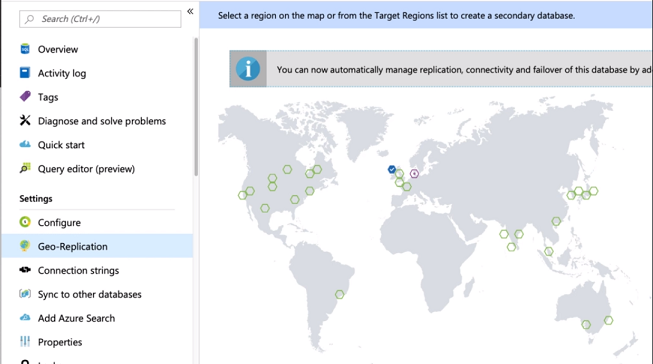 Search (Ctrl+/)
«
Select a region on the map or from the Target Regions list to create a secondary database.
Overview
Activity log
Tags
Diagnose and solve problems
Quick start
Query editor (preview)
Settings
Configure
Geo-Replication
Connection strings
Sync to other databases
Add Azure Search
Properties
You can now automatically manage replication, connectivity and failover of this database by ad